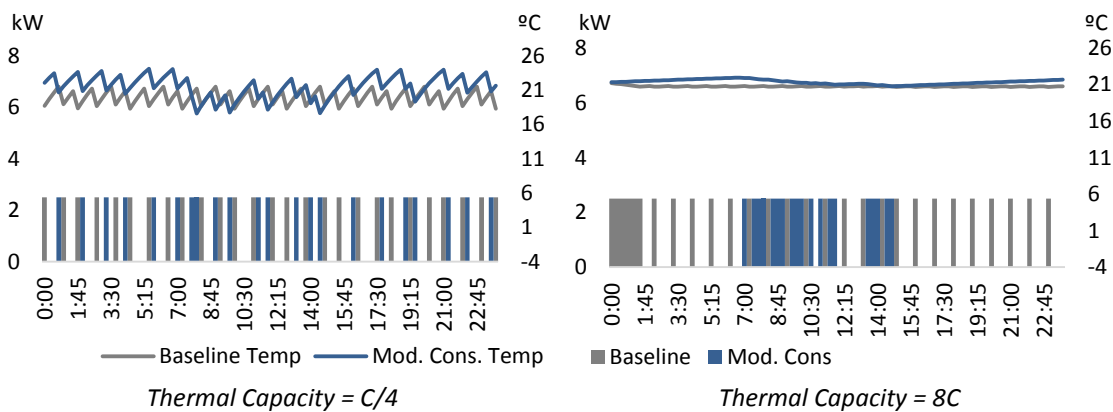 kW ºC kW ºC
8 26 8 26
6 21 6 21
16 16
4 11 4 11
2 6 2 6
1 1
0 -4 0 -4
0:00 1:45 3:30 5:15 7:00 8:45 10:30 12:15 14:00 15:45 17:30 19:15 21:00 22:45
0:00 1:45 3:30 5:15 7:00 8:45 10:30 12:15 14:00 15:45 17:30 19:15 21:00 22:45
Baseline Temp Mod. Cons. Temp Baseline Mod. Cons
Thermal Capacity = C/4 Thermal Capacity = 8C